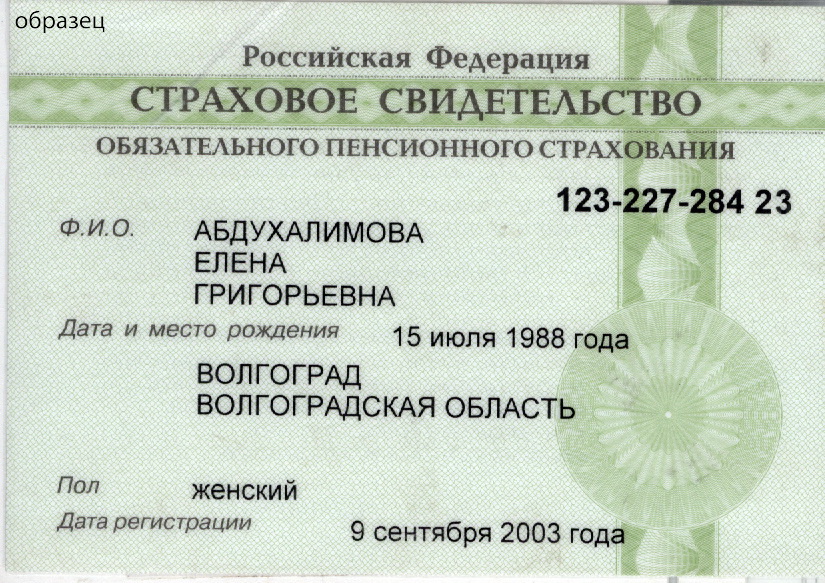 образец
Российская Федерация
СТРАХОВОЕ СВИДЕТЕЛЬСТВО
ОБЯЗАТЕЛЬНОГО ПЕНСИОННОГО СТРАХОВАНИЯ
123-227-284 23
Ф.И.О. АБДУХАЛИМОВА
ЕЛЕНА
ГРИГОРЬЕВНА
Дата и место рождения 15 июля 1988 года
ВОЛГОГРАД
ВОЛГОГРАДСКАЯ ОБЛАСТЬ
Пол женский
Дата регистрации 9 сентября 2003 года